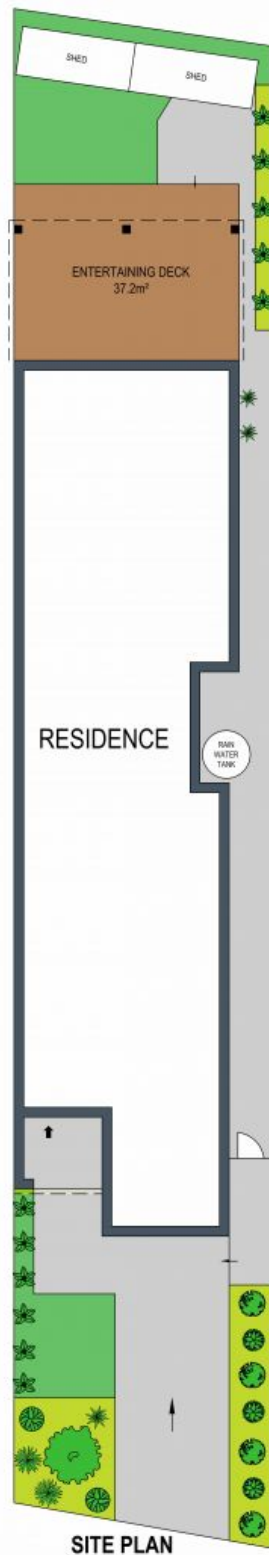 SHED
SHED
ENTERTAINING DECK
37.2m²
RESIDENCE
RAIN
WATER
TANK
SITE PLAN